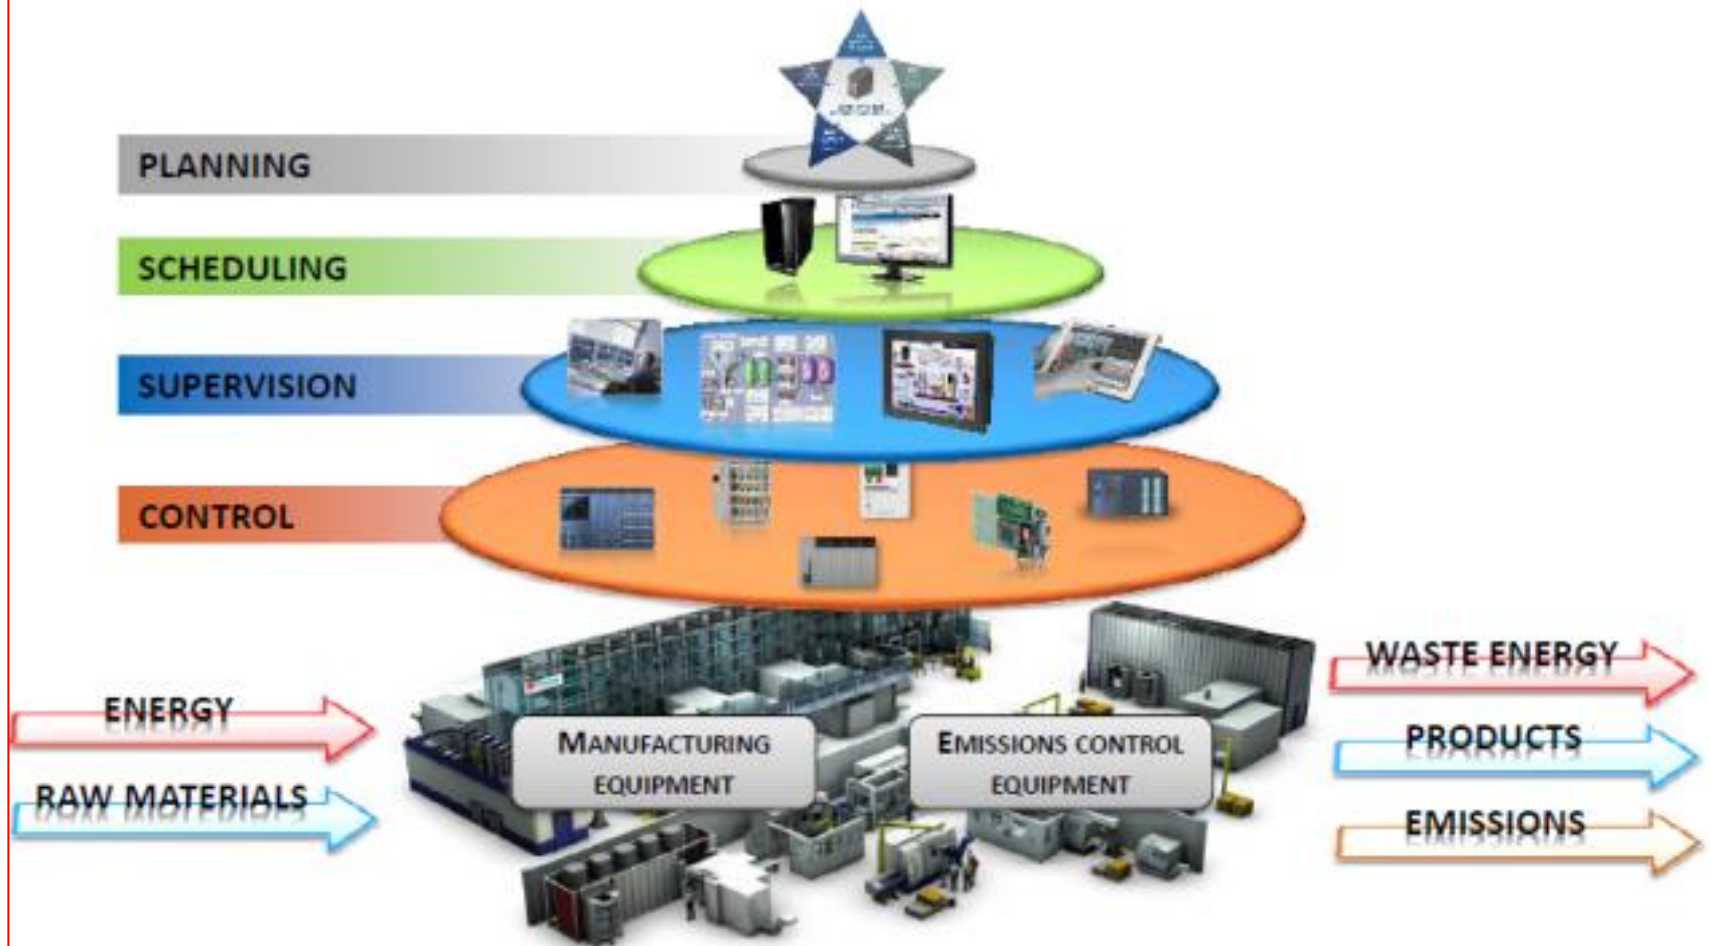 PLANNING
SCHEDULING
SUPERVISION
CONTROL
ENERGY
RAW MATERIALS
MANUFACTURING
EQUIPMENT
EMISSIONS CONTROL
EQUIPMENT
WASTE ENERGY
PRODUCTS
EMISSIONS